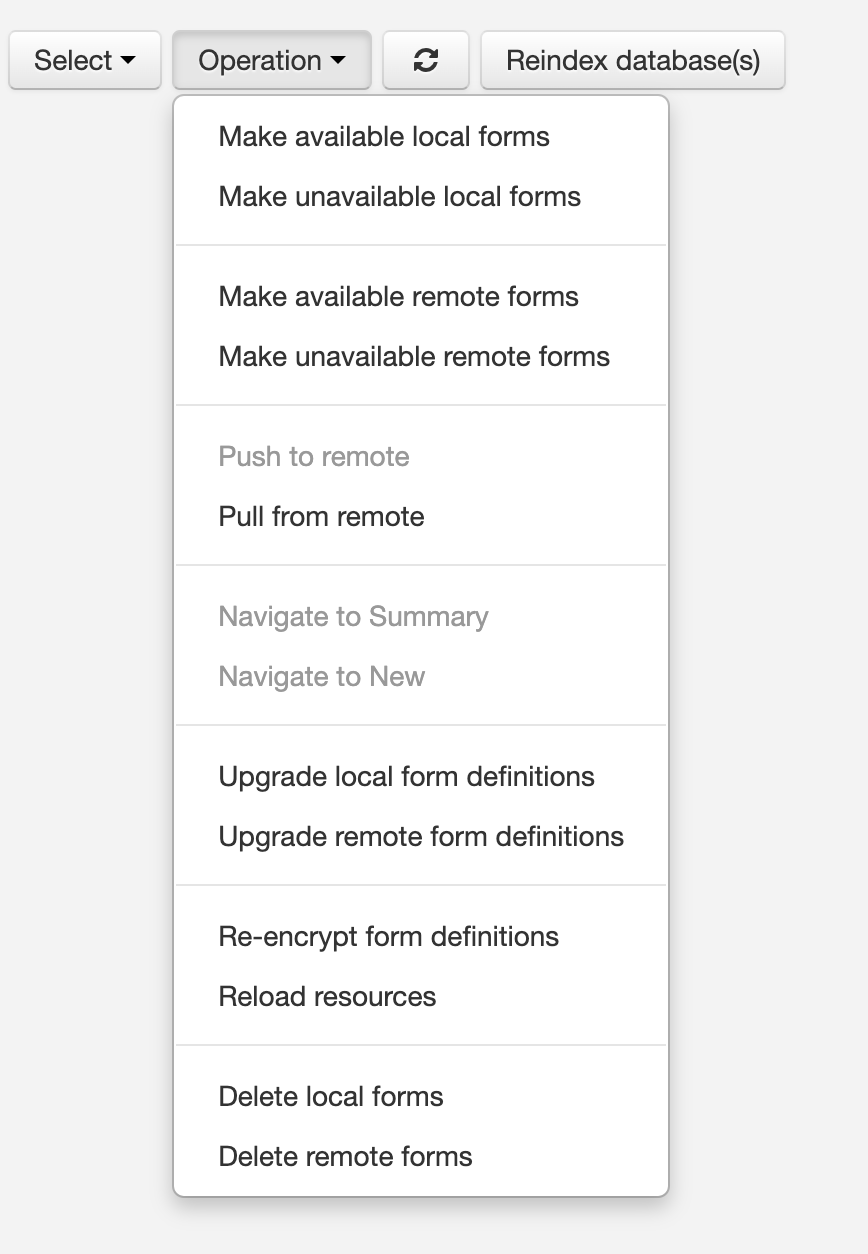 Select
Operation
Reindex database(s)
Make available local forms
Make unavailable local forms
Make available remote forms
Make unavailable remote forms
Push to remote
Pull from remote
Navigate to Summary
Navigate to New
Upgrade local form definitions
Upgrade remote form definitions
Re-encrypt form definitions
Reload resources
Delete local forms
Delete remote forms